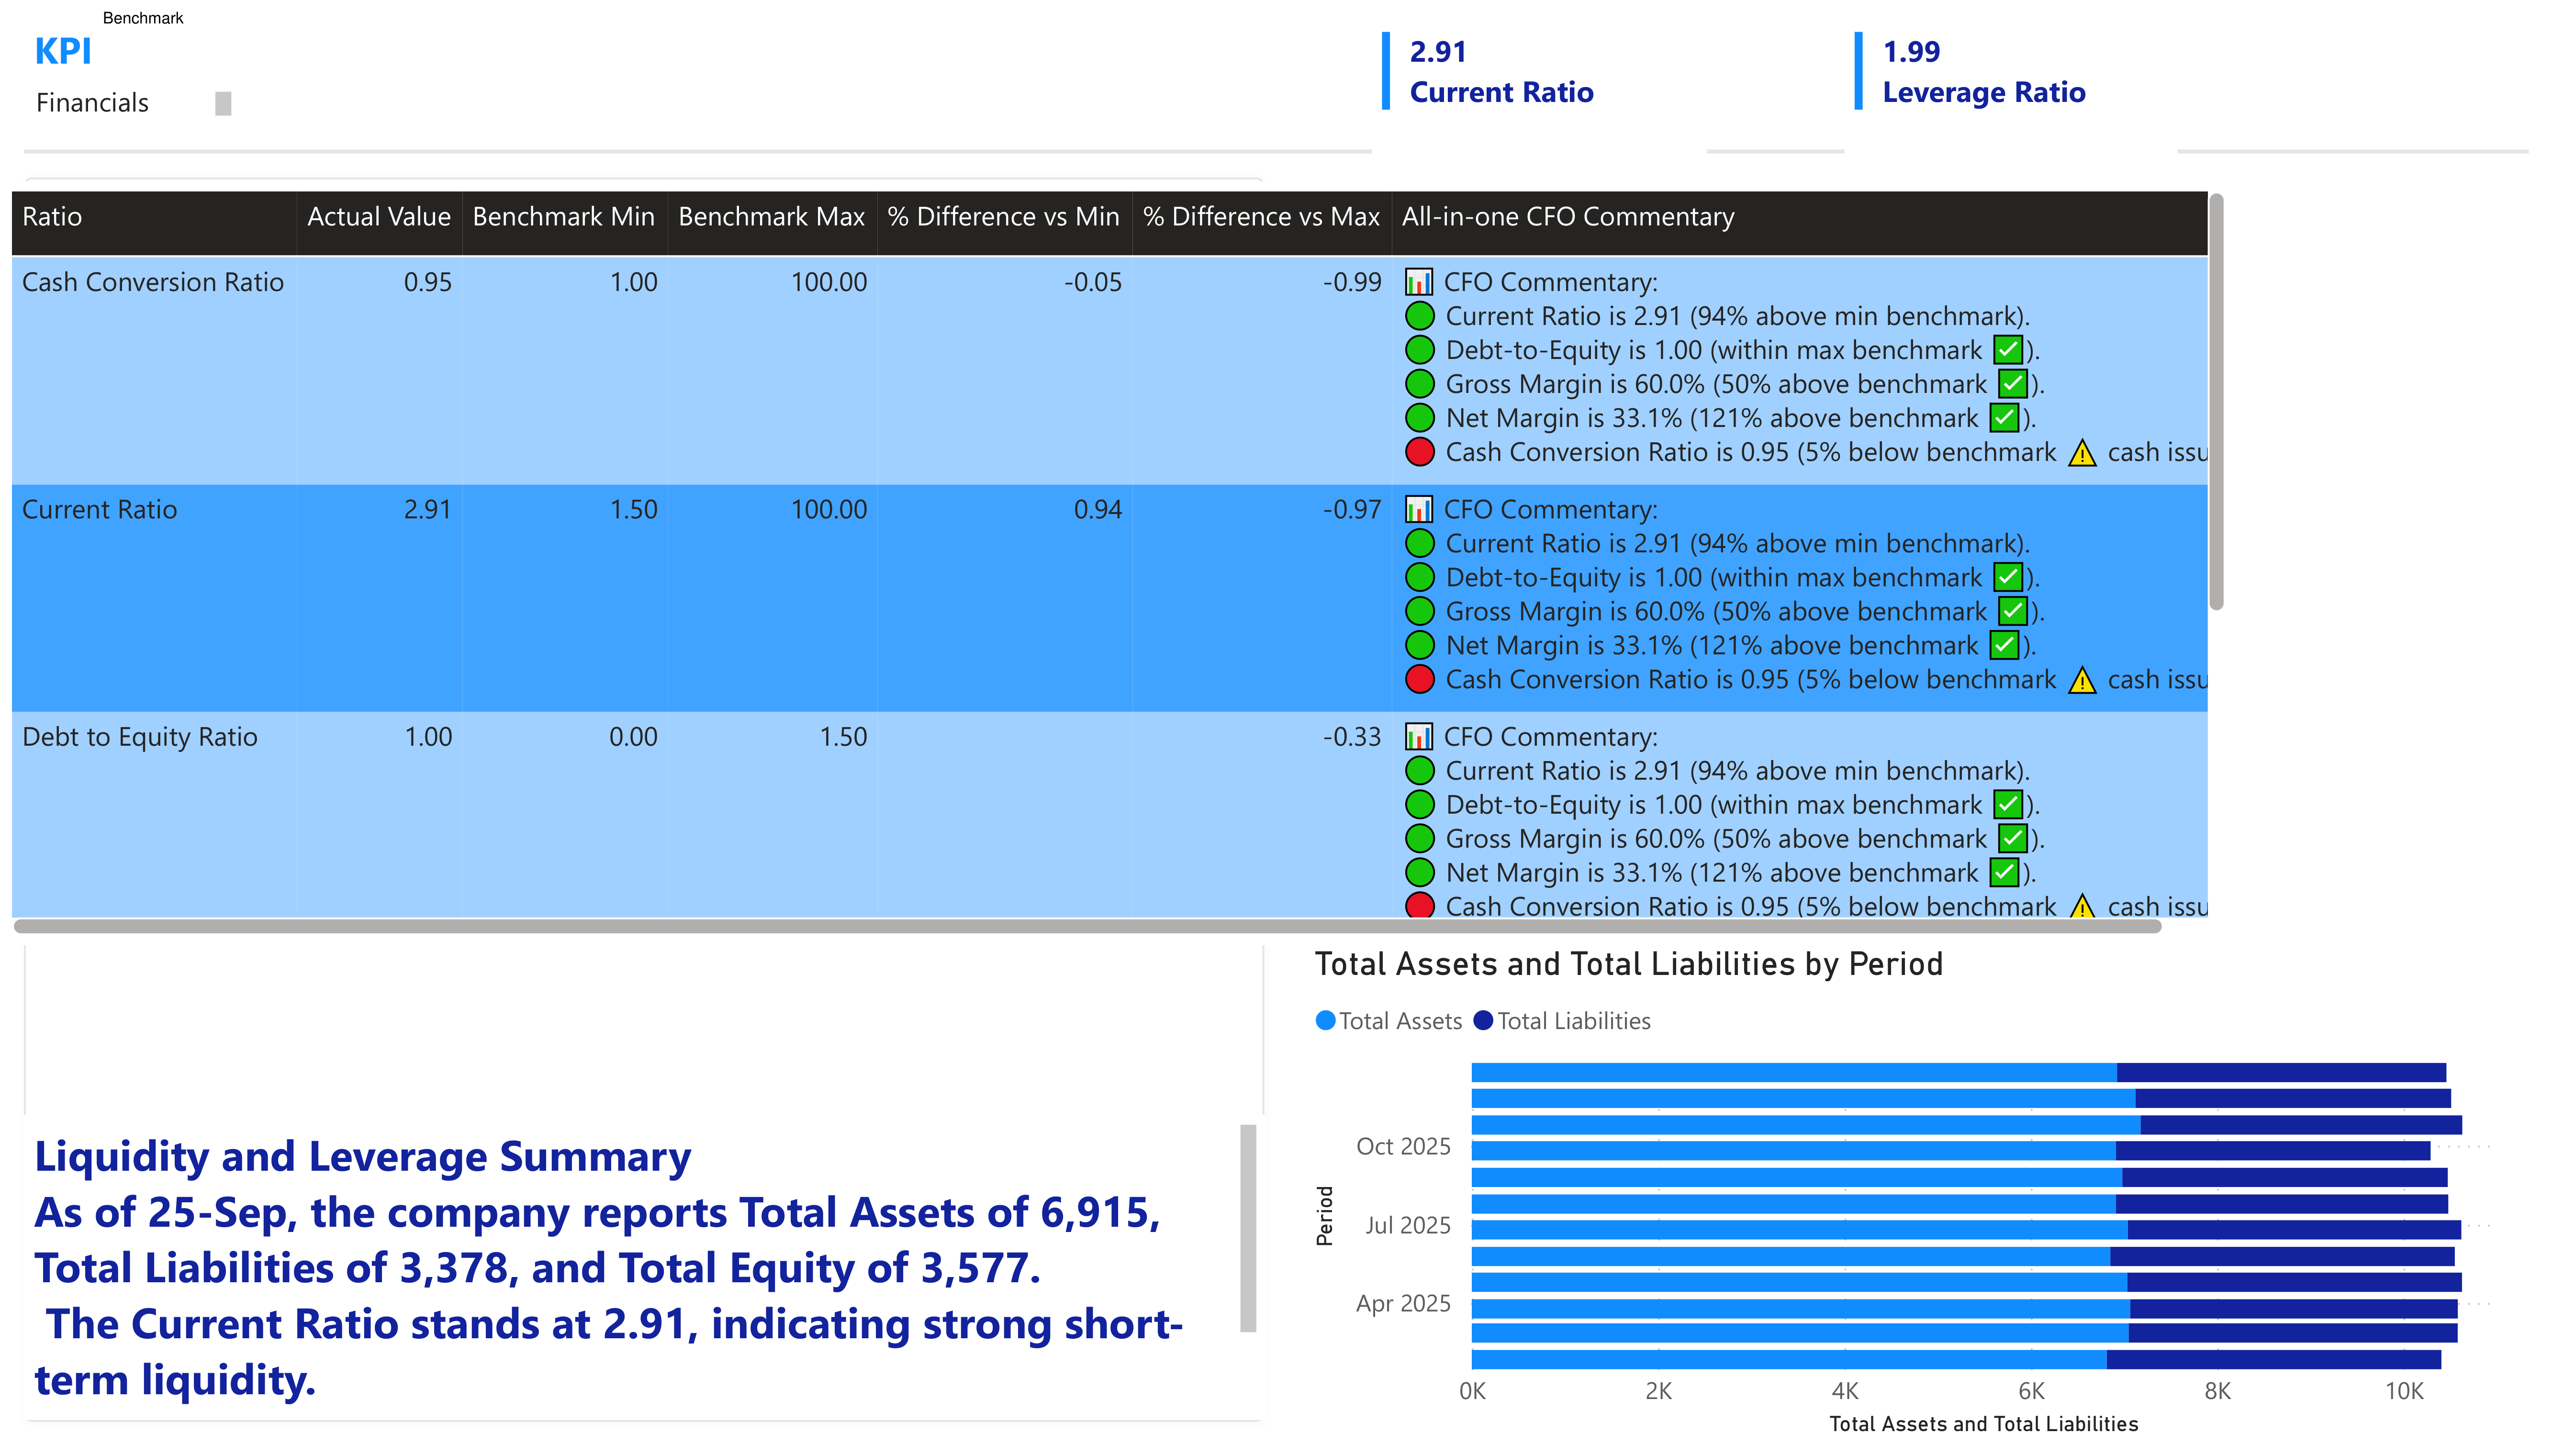 Benchmark
KPI
Financials
2.91
Current Ratio
1.99
Leverage Ratio
Ratio Actual Value Benchmark Min Benchmark Max % Difference vs Min % Difference vs Max All-in-one CFO Commentary
Cash Conversion Ratio 0.95 1.00 100.00 -0.05 -0.99 📊 CFO Commentary:
🟢 Current Ratio is 2.91 (94% above min benchmark).
🟢 Debt-to-Equity is 1.00 (within max benchmark ✅).
🟢 Gross Margin is 60.0% (50% above benchmark ✅).
🟢 Net Margin is 33.1% (121% above benchmark ✅).
🔴 Cash Conversion Ratio is 0.95 (5% below benchmark ⚠️ cash issu
Current Ratio 2.91 1.50 100.00 0.94 -0.97 📊 CFO Commentary:
🟢 Current Ratio is 2.91 (94% above min benchmark).
🟢 Debt-to-Equity is 1.00 (within max benchmark ✅).
🟢 Gross Margin is 60.0% (50% above benchmark ✅).
🟢 Net Margin is 33.1% (121% above benchmark ✅).
🔴 Cash Conversion Ratio is 0.95 (5% below benchmark ⚠️ cash issu
Debt to Equity Ratio 1.00 0.00 1.50 -0.33 📊 CFO Commentary:
🟢 Current Ratio is 2.91 (94% above min benchmark).
🟢 Debt-to-Equity is 1.00 (within max benchmark ✅).
🟢 Gross Margin is 60.0% (50% above benchmark ✅).
🟢 Net Margin is 33.1% (121% above benchmark ✅).
🔴 Cash Conversion Ratio is 0.95 (5% below benchmark ⚠️ cash issu
Liquidity and Leverage Summary
As of 25-Sep, the company reports Total Assets of 6,915,
Total Liabilities of 3,378, and Total Equity of 3,577.
The Current Ratio stands at 2.91, indicating strong short-
term liquidity.
Total Assets and Total Liabilities by Period
Total Assets Total Liabilities
Period
Oct 2025
Jul 2025
Apr 2025
0K 2K 4K 6K 8K 10K
Total Assets and Total Liabilities